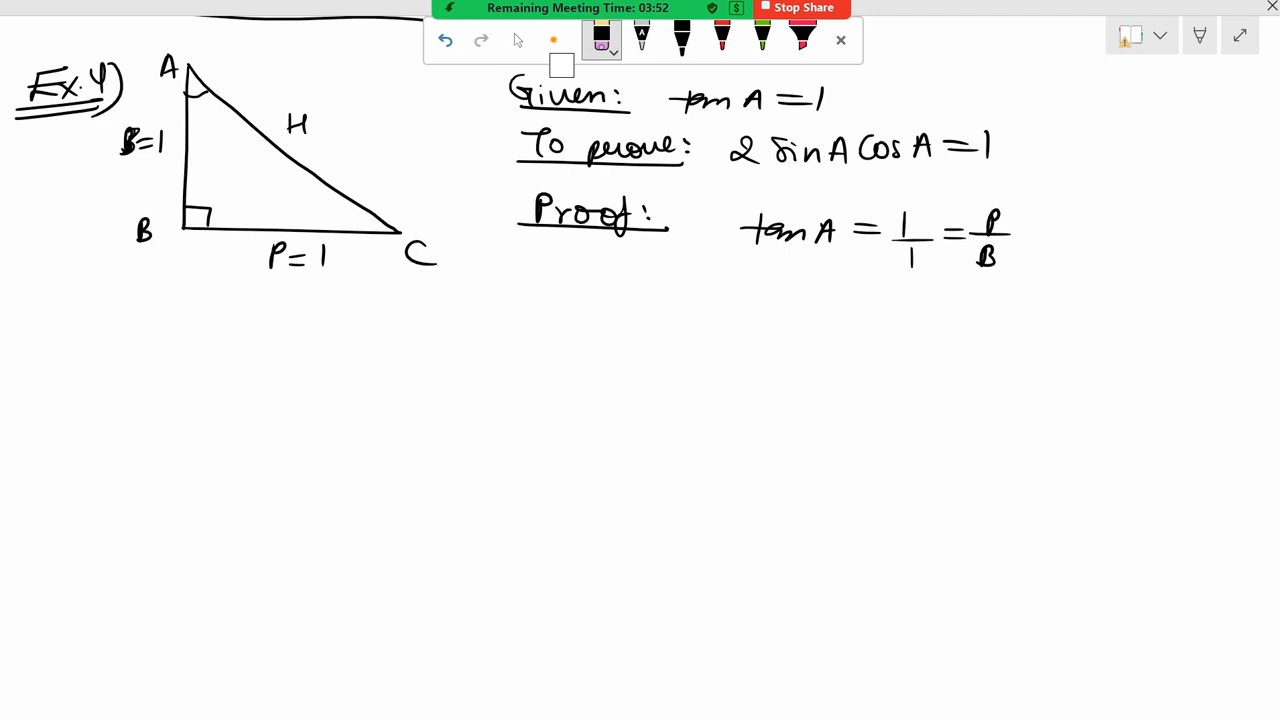 Remaining Meeting Time: 03:52
Stop Share
Ex.4)
A
H
B=1
B
P=1
C
Given: tan A = 1
To prove: 2 sin A Cos A = 1
Proof: tan A = 1/1 = P/B